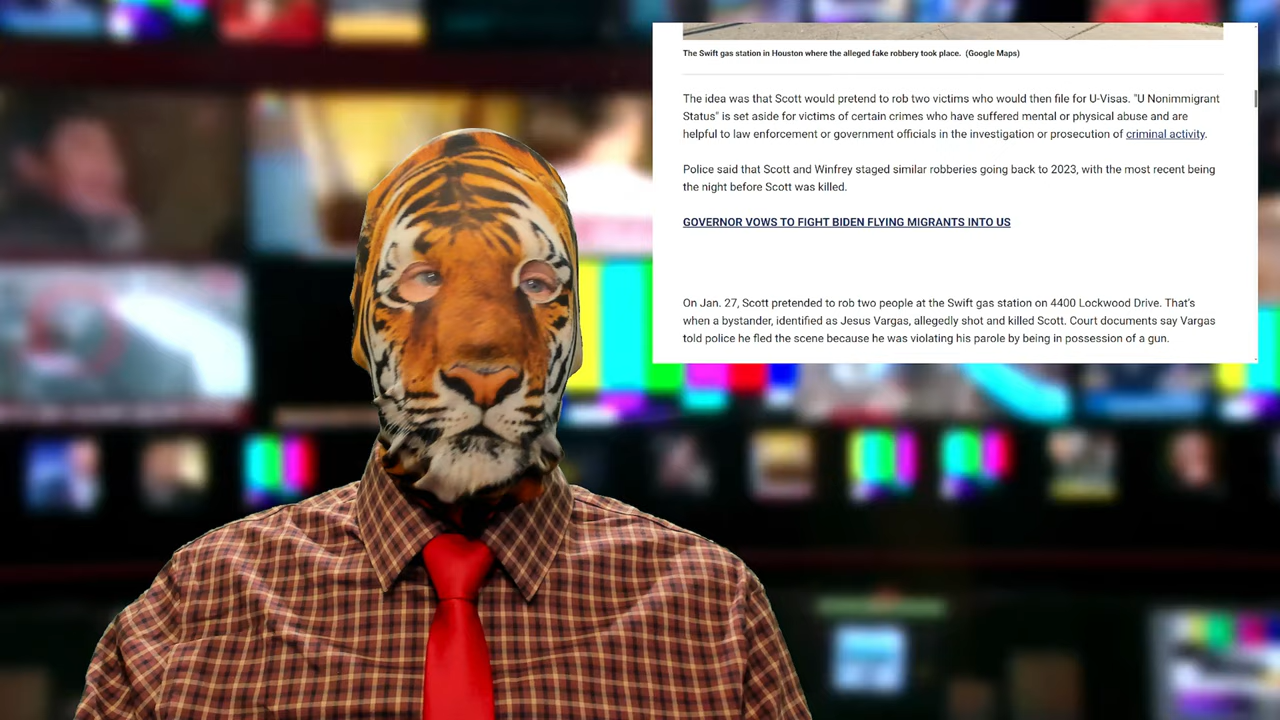 The Swift gas station in Houston where the alleged fake robbery took place.  (Google Maps)
The idea was that Scott would pretend to rob two victims who would then file for U-Visas. "U Nonimmigrant
Status" is set aside for victims of certain crimes who have suffered mental or physical abuse and are
helpful to law enforcement or government officials in the investigation or prosecution of criminal activity.
Police said that Scott and Winfrey staged similar robberies going back to 2023, with the most recent being
the night before Scott was killed.
GOVERNOR VOWS TO FIGHT BIDEN FLYING MIGRANTS INTO US
On Jan. 27, Scott pretended to rob two people at the Swift gas station on 4400 Lockwood Drive. That's
when a bystander, identified as Jesus Vargas, allegedly shot and killed Scott. Court documents say Vargas
told police he fled the scene because he was violating his parole by being in possession of a gun.